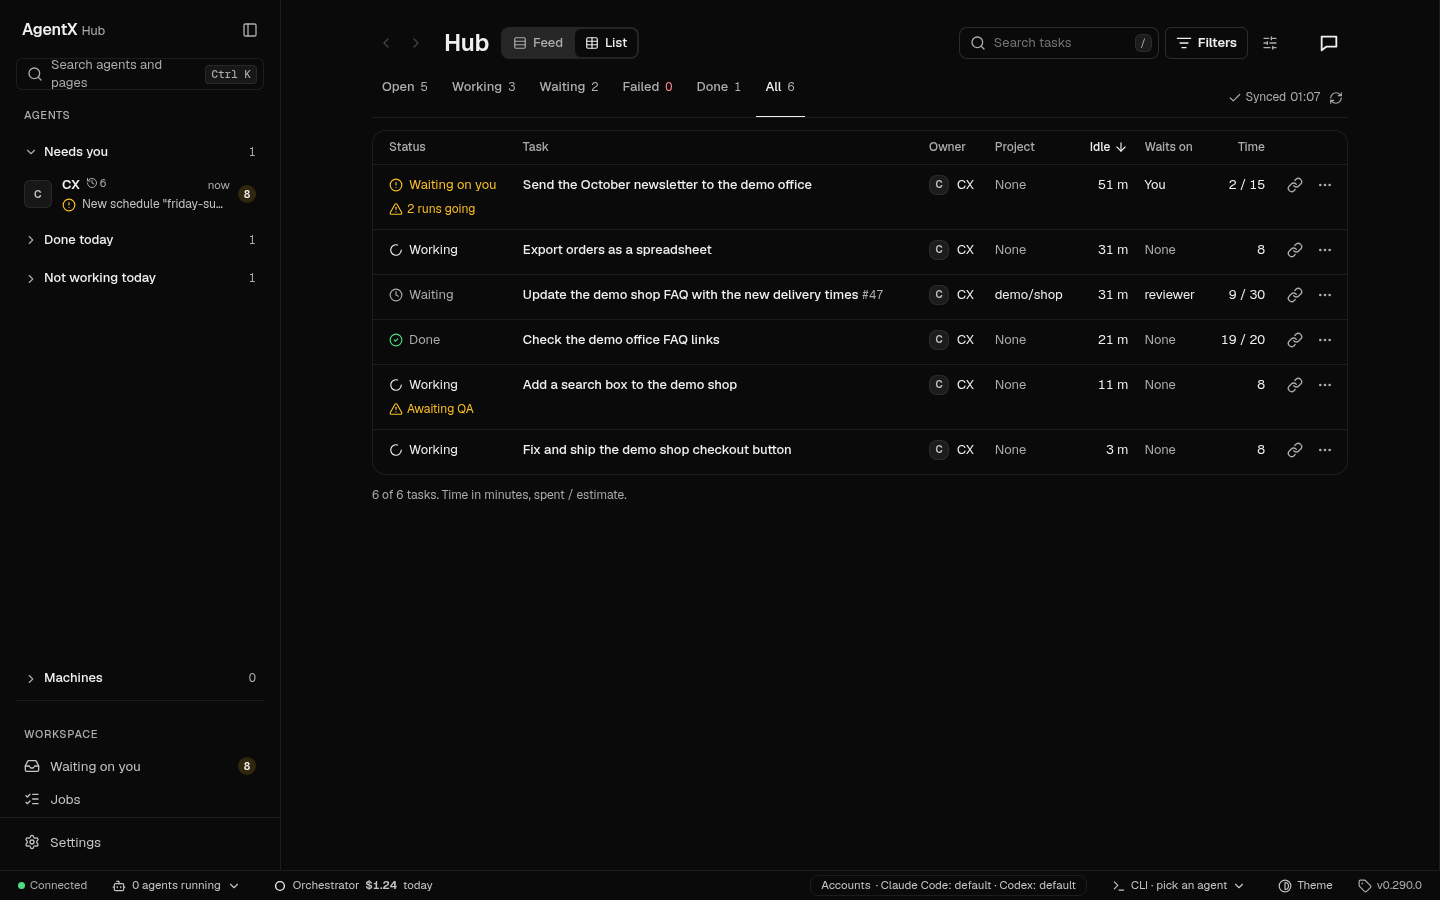 AgentX Hub
Search agents and pages
Ctrl K
AGENTS
Needs you 1
C CX 6 now
New schedule "friday-su… 8
Done today 1
Not working today 1
Machines 0
WORKSPACE
Waiting on you 8
Jobs
Settings
Hub Feed List
Search tasks / Filters
Open 5 Working 3 Waiting 2 Failed 0 Done 1 All 6
Synced 01:07
Status Task Owner Project Idle Waits on Time
Waiting on you Send the October newsletter to the demo office C CX None 51 m You 2 / 15
2 runs going
Working Export orders as a spreadsheet C CX None 31 m None 8
Waiting Update the demo shop FAQ with the new delivery times #47 C CX demo/shop 31 m reviewer 9 / 30
Done Check the demo office FAQ links C CX None 21 m None 19 / 20
Working Add a search box to the demo shop C CX None 11 m None 8
Awaiting QA
Working Fix and ship the demo shop checkout button C CX None 3 m None 8
6 of 6 tasks. Time in minutes, spent / estimate.
Connected 0 agents running Orchestrator $1.24 today Accounts · Claude Code: default · Codex: default CLI · pick an agent Theme v0.290.0